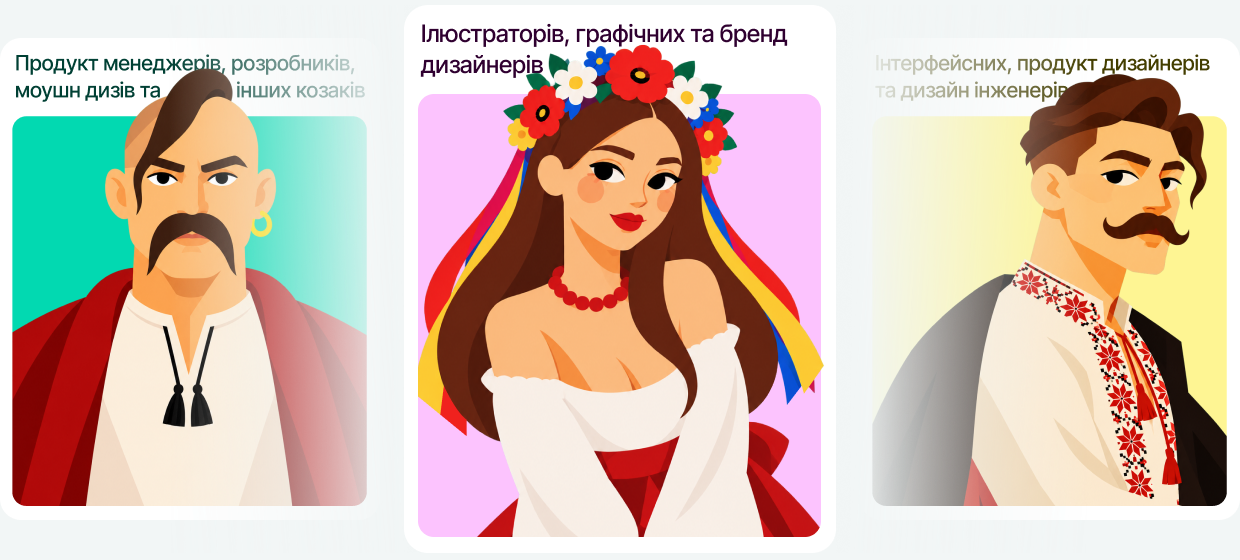 Продукт менеджерів, розробників,
моушн дизів та інших козаків
Ілюстраторів, графічних та бренд
дизайнерів
Інтерфейсних, продукт дизайнерів
та дизайн інженерів